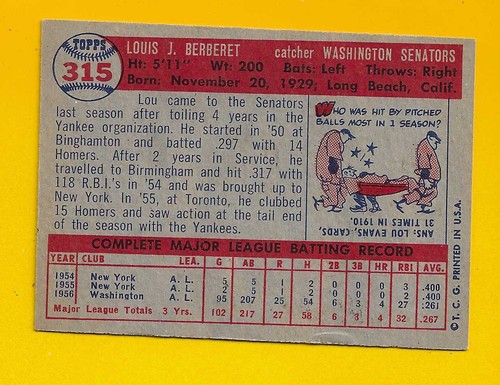 TOPPS
315
LOUIS J. BERBERET catcher WASHINGTON SENATORS
Ht: 5'11" Wt: 200 Bats: Left Throws: Right
Born: November 20, 1929; Long Beach, Calif.
Lou came to the Senators
last season after toiling 4 years in the
Yankee organization. He started in '50 at
Binghamton and batted .297 with 14
Homers. After 2 years in Service, he
travelled to Birmingham and hit .317 with
118 R.B.I.'s in '54 and was brought up to
New York. In '55, at Toronto, he clubbed
15 Homers and saw action at the tail end
of the season with the Yankees.
WHO WAS HIT BY PITCHED
BALLS MOST IN 1 SEASON?
ANS: LOU EVANS, CARDS,
31 TIMES IN 1910.
COMPLETE MAJOR LEAGUE BATTING RECORD
YEAR CLUB LEA. G AB R H 2B 3B HR RBI AVG.
1954 New York A. L. 5 5 1 2 0 0 0 3 .400
1955 New York A. L. 2 5 1 2 0 0 0 2 .400
1956 Washington A. L. 95 207 25 54 6 3 4 27 .261
Major League Totals 3 Yrs. 102 217 27 58 6 3 4 32 .267
© T. C. G. PRINTED IN U.S.A.